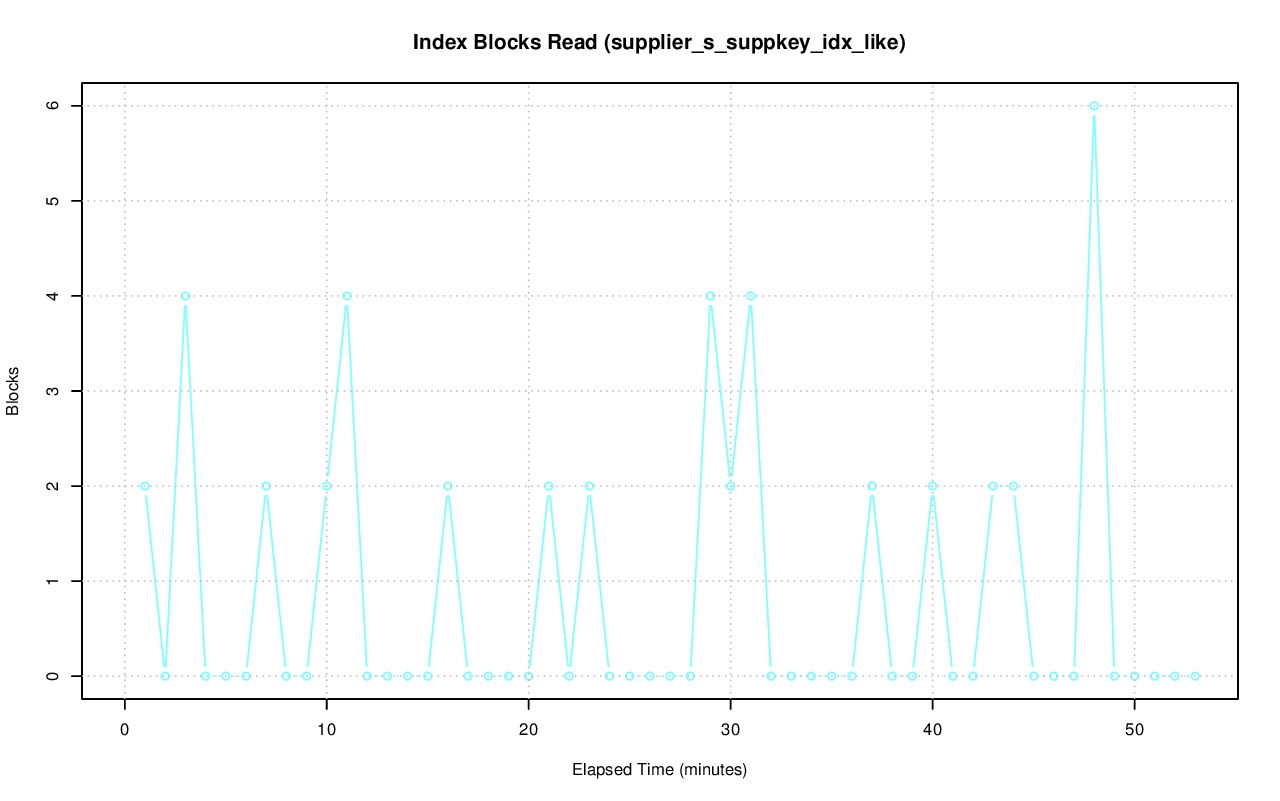 Index Blocks Read (supplier_s_suppkey_idx_like)
6
5
4
3
2
1
0
Blocks
0 10 20 30 40 50
Elapsed Time (minutes)